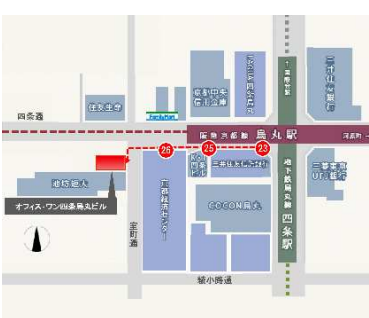 四条通
住友生命
FamilyMart
京都中央
信用金庫
三井住友
銀行
阪急京都線 烏丸駅
河原町→
26
25
23
池坊短大
オフィス・ワン四条烏丸ビル
室町通
京都経済センター
四条
ビル
三井住友信託銀行
COCON烏丸
地下鉄烏丸線 四条駅
三菱東京
UFJ銀行
綾小路通